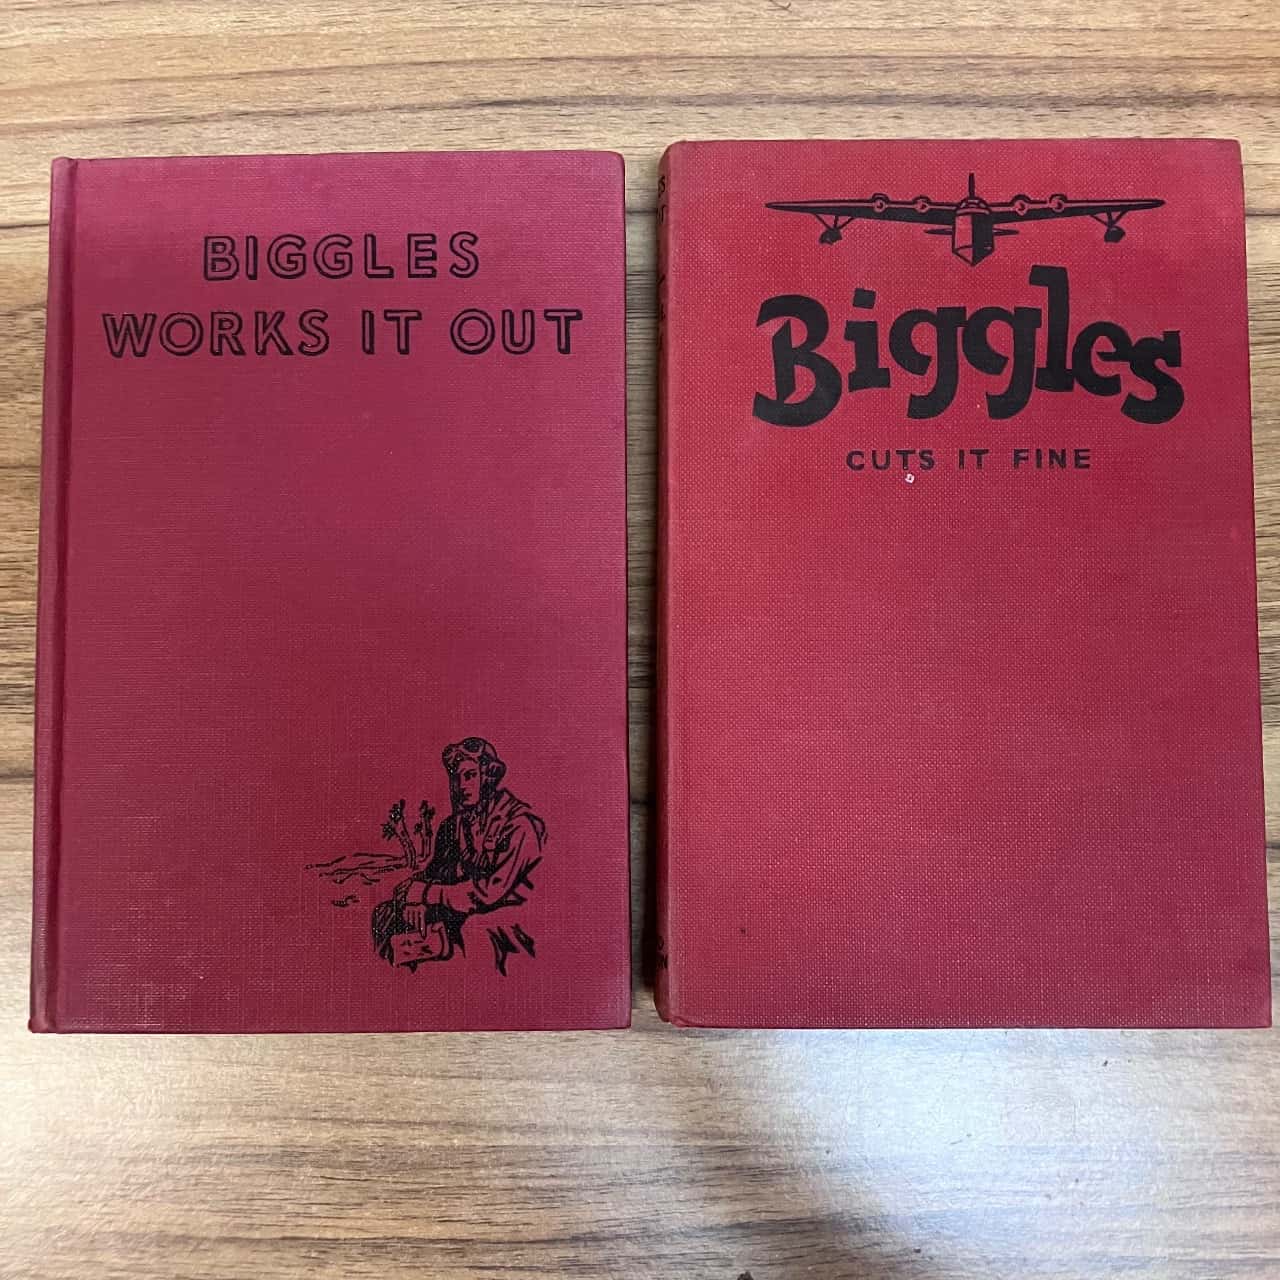 BIGGLES
WORKS IT OUT
Biggles
CUTS IT FINE